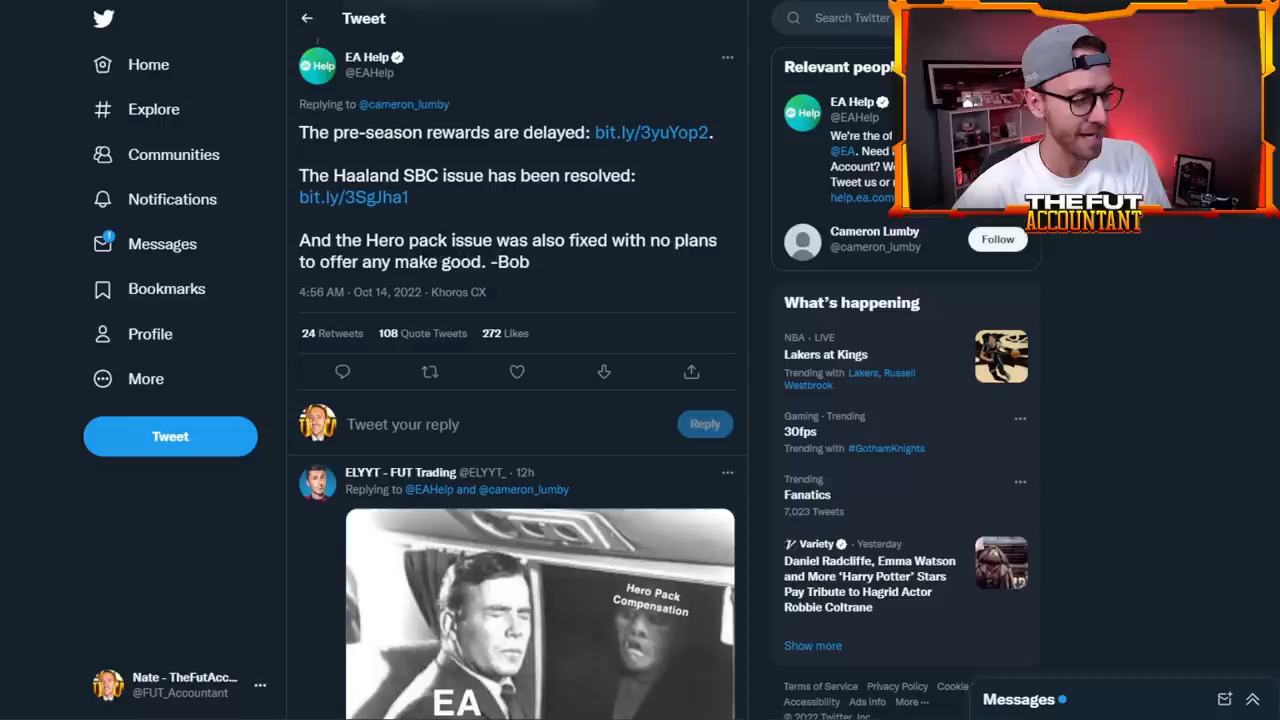 Home
Explore
Communities
Notifications
Messages
Bookmarks
Profile
More
Tweet
Nate - TheFutAcc...
@FUT_Accountant
Tweet
Help
EA Help
@EAHelp
Replying to @cameron_lumby
The pre-season rewards are delayed: bit.ly/3yuYop2.
The Haaland SBC issue has been resolved:
bit.ly/3SgJha1
And the Hero pack issue was also fixed with no plans
to offer any make good. -Bob
4:56 AM · Oct 14, 2022 · Khoros CX
24 Retweets 108 Quote Tweets 272 Likes
Tweet your reply
Reply
ELYYT - FUT Trading @ELYYT_ · 12h
Replying to @EAHelp and @cameron_lumby
Hero Pack
Compensation
EA
Search Twitter
Relevant peopl
Help
EA Help
@EAHelp
We're the of
@EA. Need
Account? We
Tweet us or
help.ea.com
THE FUT
ACCOUNTANT
Cameron Lumby
@cameron_lumby
Follow
What's happening
NBA · LIVE
Lakers at Kings
Trending with Lakers, Russell
Westbrook
Gaming · Trending
30fps
Trending with #GothamKnights
Trending
Fanatics
7,023 Tweets
Variety · Yesterday
Daniel Radcliffe, Emma Watson
and More 'Harry Potter' Stars
Pay Tribute to Hagrid Actor
Robbie Coltrane
Show more
Terms of Service Privacy Policy Cookie
Accessibility Ads info More ...
© 2022 Twitter, Inc.
Messages